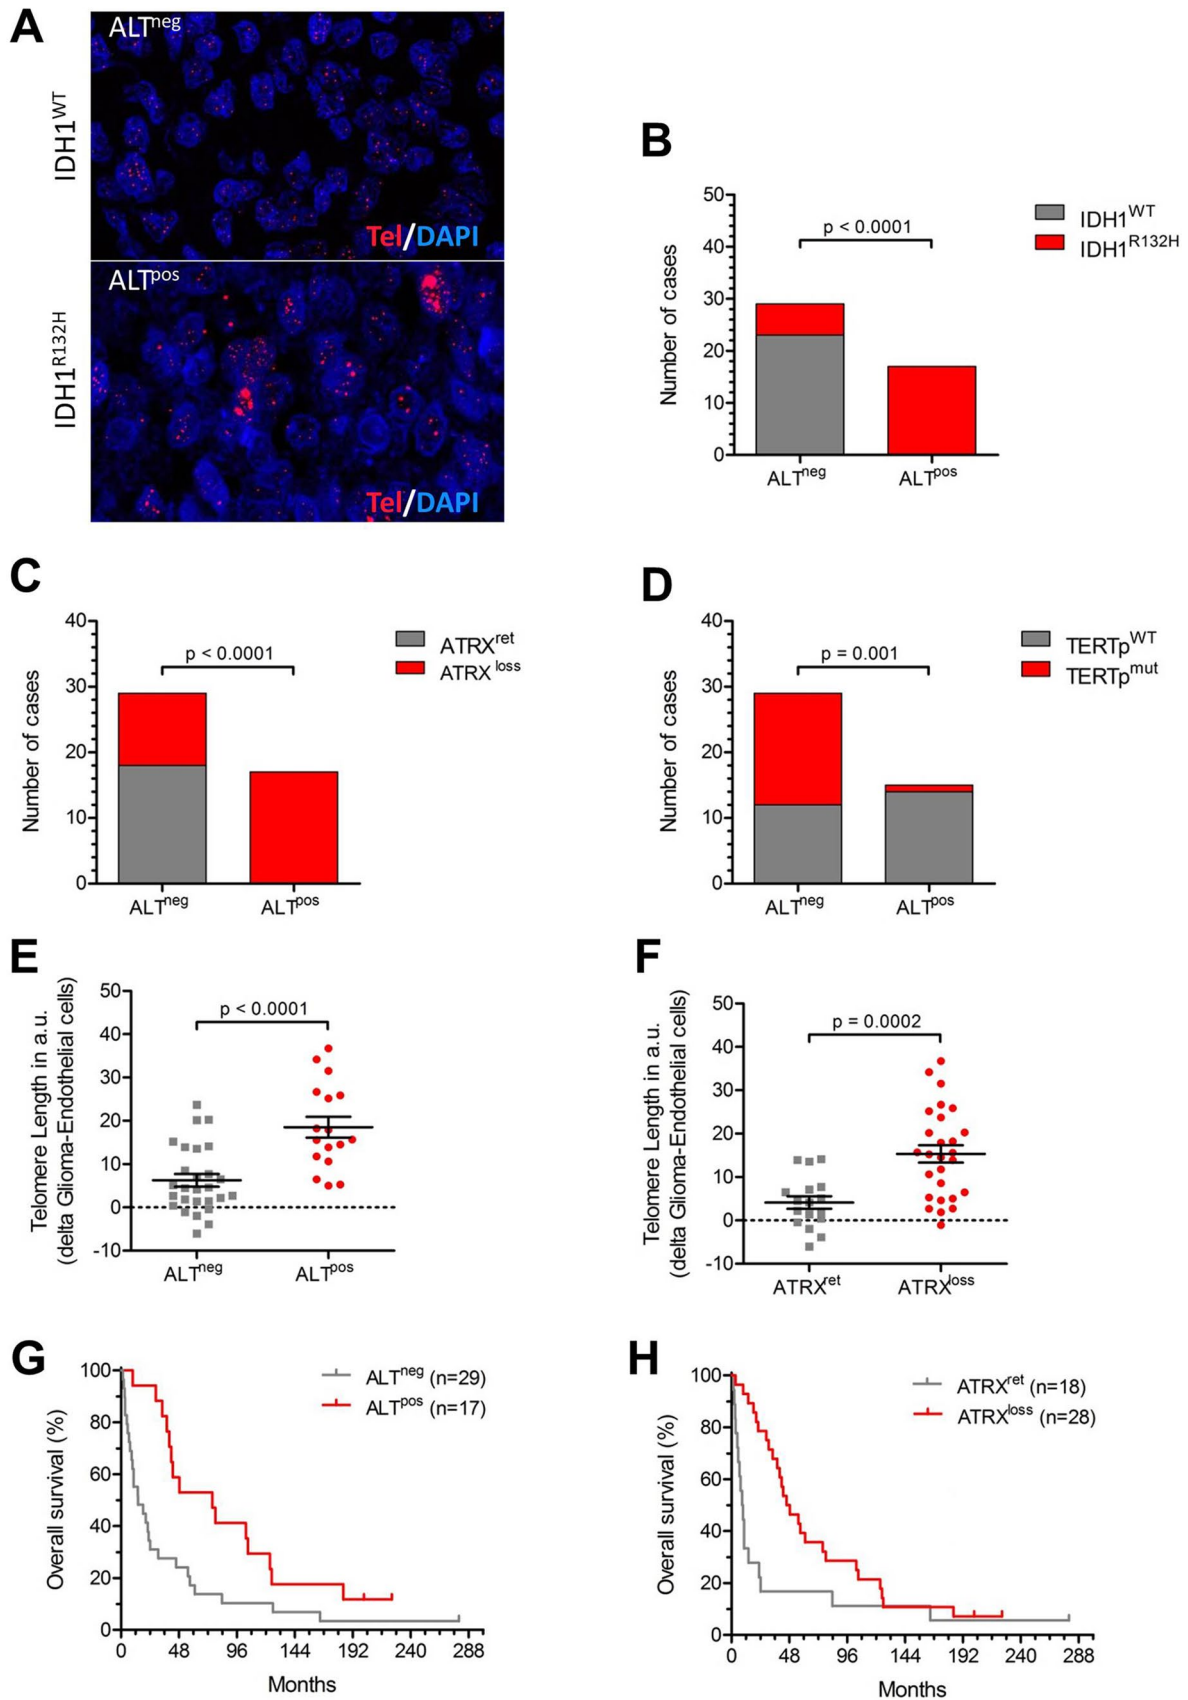 A
ALTneg
IDH1WT
Tel/DAPI
ALTpos
IDH1R132H
Tel/DAPI
B
50
40
30
20
10
0
Number of cases
p < 0.0001
IDH1WT
IDH1R132H
ALTneg
ALTpos
C
40
30
20
10
0
Number of cases
p < 0.0001
ATRXret
ATRX loss
ALTneg
ALTpos
D
40
30
20
10
0
Number of cases
p = 0.001
TERTpWT
TERTpmut
ALTneg
ALTpos
E
Telomere Length in a.u.
(delta Glioma-Endothelial cells)
50
40
30
20
10
0
-10
p < 0.0001
ALTneg
ALTpos
F
Telomere Length in a.u.
(delta Glioma-Endothelial cells)
50
40
30
20
10
0
-10
p = 0.0002
ATRXret
ATRXloss
G
Overall survival (%)
100
80
60
40
20
0
ALTneg (n=29)
ALTpos (n=17)
0 48 96 144 192 240 288
Months
H
Overall survival (%)
100
80
60
40
20
0
ATRXret (n=18)
ATRXloss (n=28)
0 48 96 144 192 240 288
Months